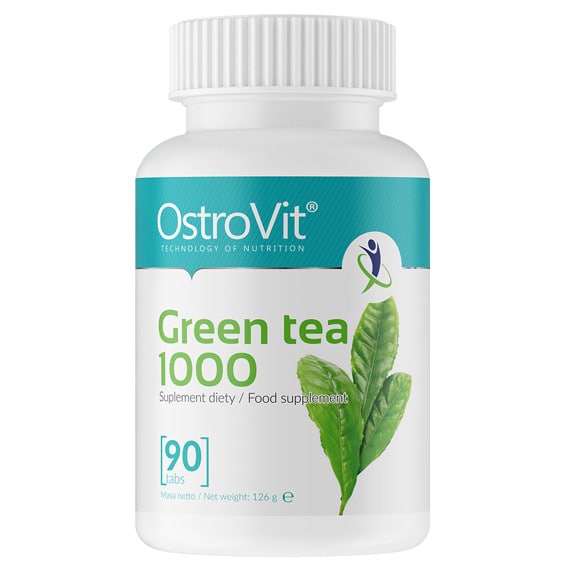 OstroVit®
TECHNOLOGY OF NUTRITION
Green tea
1000
Suplement diety / Food supplement
[90]
tabs
Masa netto / Net weight: 126 g ℮